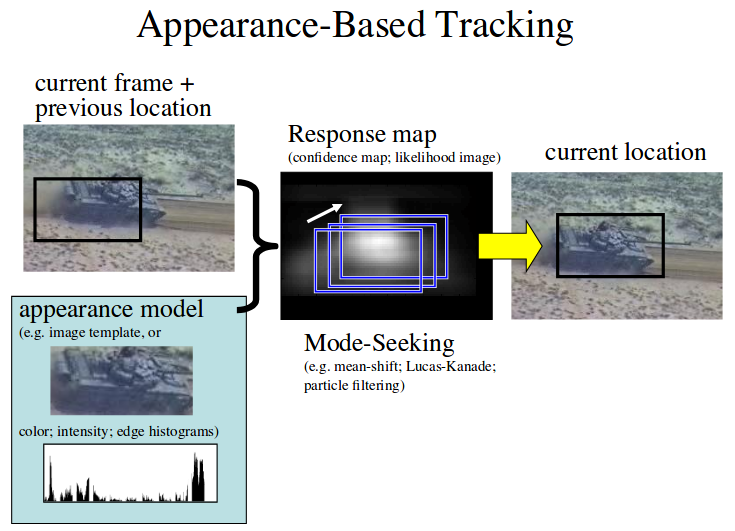 Appearance-Based Tracking
current frame +
previous location
Response map
(confidence map; likelihood image)
current location
appearance model
(e.g. image template, or
color; intensity; edge histograms)
Mode-Seeking
(e.g. mean-shift; Lucas-Kanade;
particle filtering)